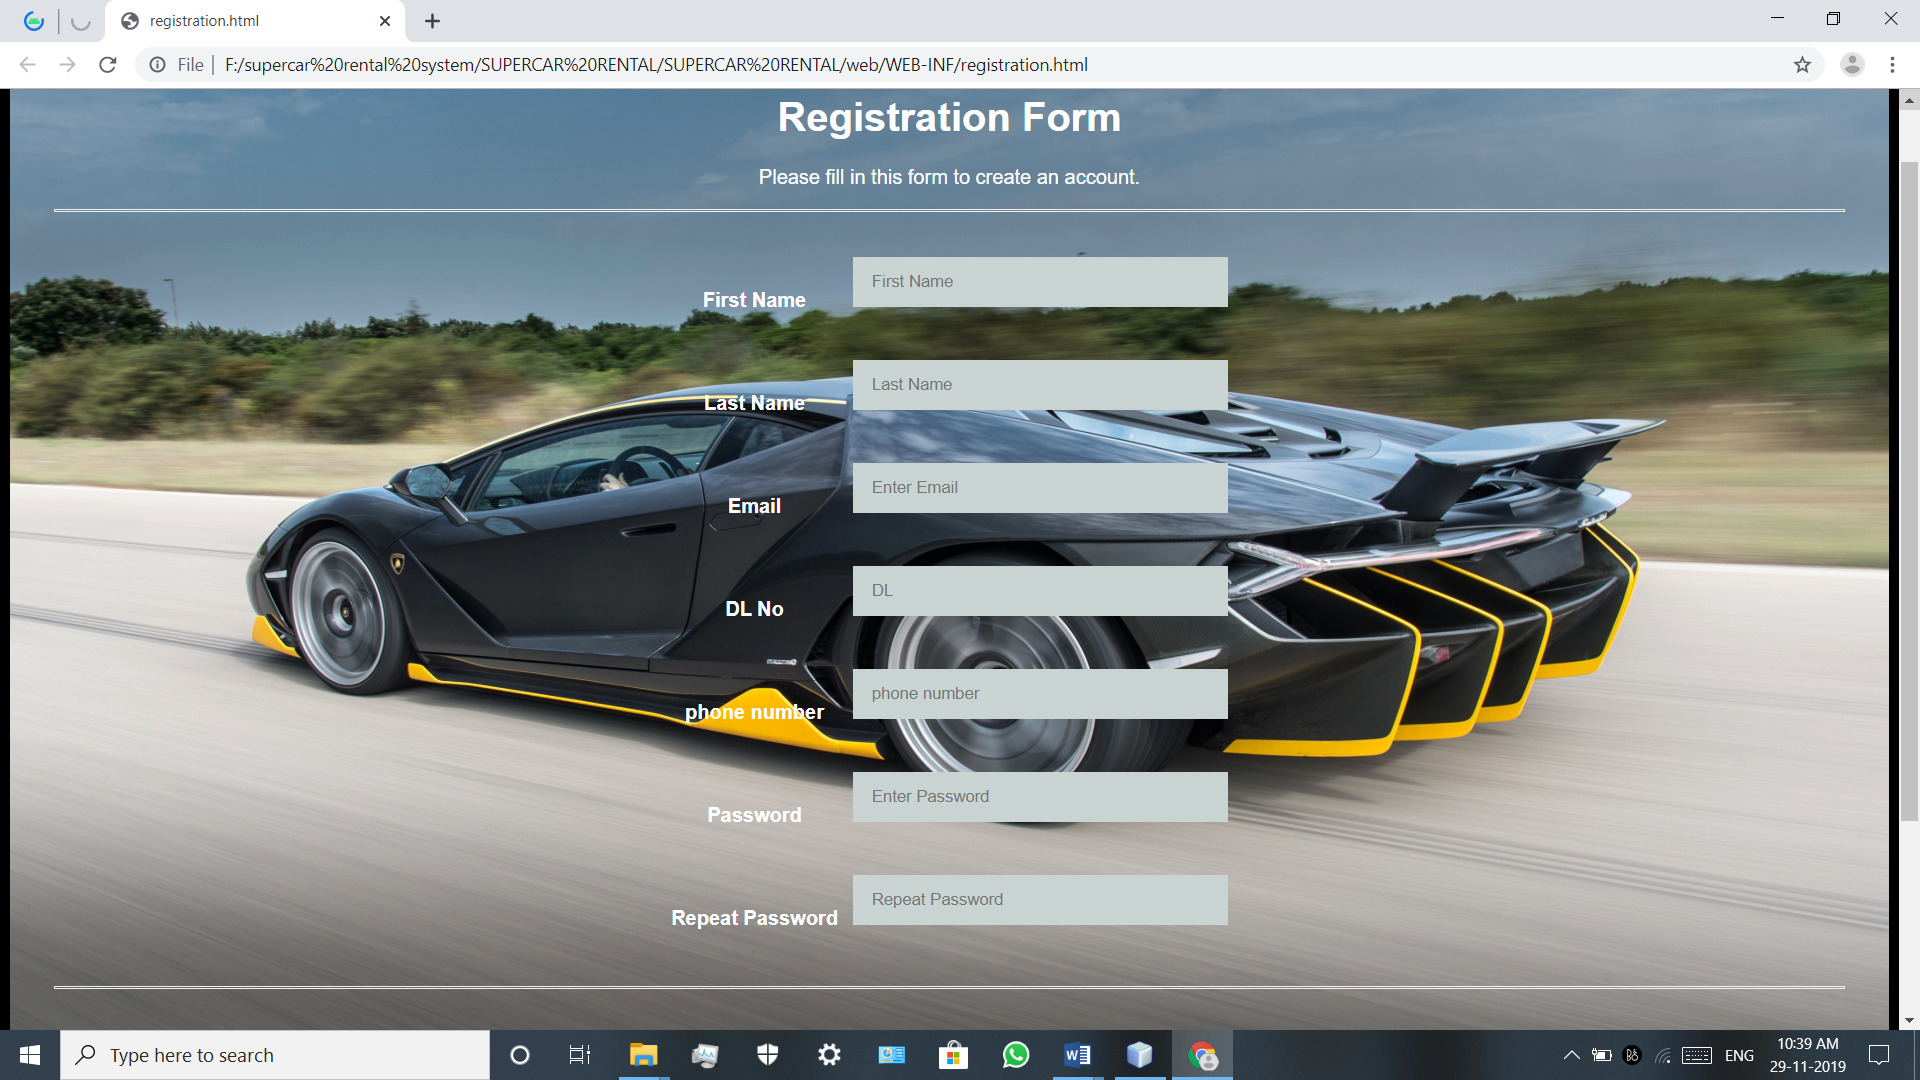 registration.html
File
F:/supercar%20rental%20system/SUPERCAR%20RENTAL/SUPERCAR%20RENTAL/web/WEB-INF/registration.html
Registration Form
Please fill in this form to create an account.
First Name
First Name
Last Name
Last Name
Enter Email
Email
DL
DL No
phone number
phone number
Enter Password
Password
Repeat Password
Repeat Password
Type here to search
ENG
10:39 AM
29-11-2019